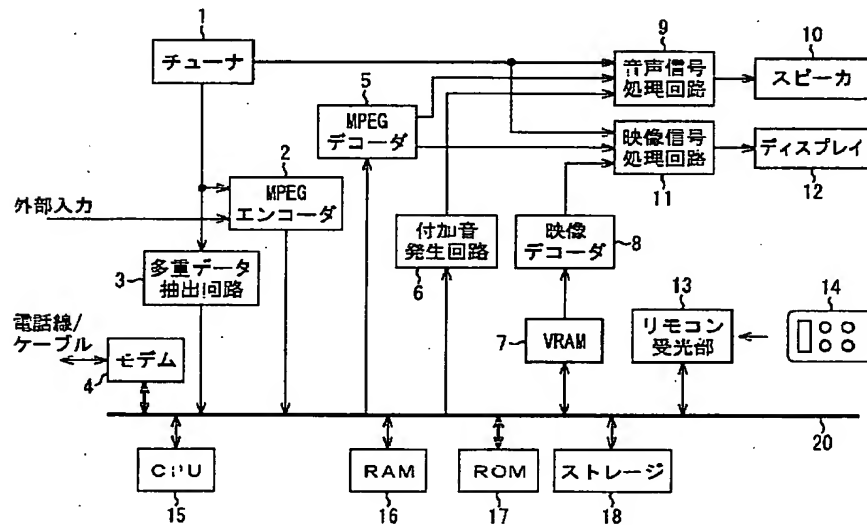 1
チューナ
9
音声信号
処理回路
10
スピーカ
5
MPEG
デコーダ
2
MPEG
エンコーダ
映像信号
処理回路
11
ディスプレイ
12
外部入力
3
多重データ
抽出回路
付加音
発生回路
6
映像
デコーダ
8
13
リモコン
受光部
14
電話線/
ケーブル
モデム
4
7
VRAM
20
CPU
15
RAM
16
ROM
17
ストレージ
18